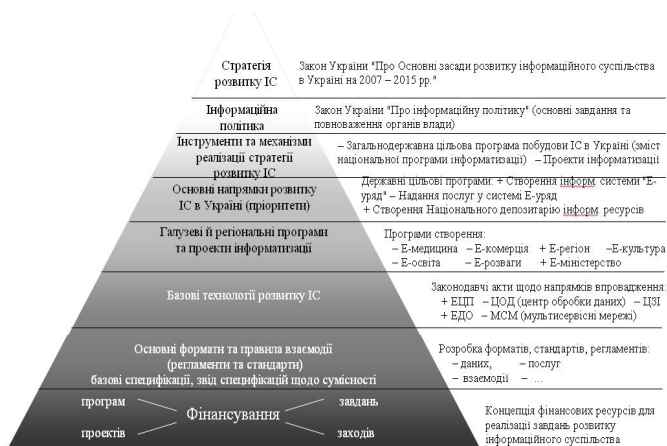 Стратегія
розвитку ІС
Закон України "Про Основні засади розвитку інформаційного суспільства
в Україні на 2007 – 2015 рр."
Інформаційна
політика
Закон України "Про інформаційну політику" (основні завдання та
повноваження органів влади)
Інструменти та механізми
реалізації стратегії
розвитку ІС
– Загальнодержавна цільова програма побудови ІС в Україні (зміст
національної програми інформатизації) – Проекти інформатизації
Основні напрямки розвитку
ІС в Україні (пріоритети)
Державні цільові програми: + Створення інформ. системи "Е-
уряд" – Надання послуг у системі Е-уряд
+ Створення Національного депозитарію інформ. ресурсів
Галузеві й регіональні програми
та проекти інформатизації
Програми створення:
– Е-медицина – Е-комерція + Е-регіон –Е-культура
– Е-освіта – Е-розваги + Е-міністерство
Базові технології розвитку ІС
Законодавчі акти щодо напрямків впровадження:
+ ЕЦП – ЦОД (центр обробки даних) – ЦЗІ
+ ЕДО – МСМ (мультисервісні мережі)
Основні формати та правила взаємодії
(регламенти та стандарти)
базові специфікації, звід специфікацій щодо сумісності
Розробка форматів, стандартів, регламентів:
– даних, – послуг
– взаємодії – ...
програм завдань
Фінансування
проектів заходів
Концепція фінансових ресурсів для
реалізації завдань розвитку
інформаційного суспільства